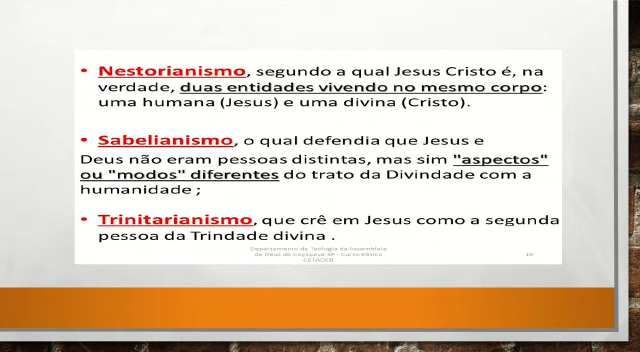 • Nestorianismo, segundo a qual Jesus Cristo é, na
verdade, duas entidades vivendo no mesmo corpo:
uma humana (Jesus) e uma divina (Cristo).
• Sabelianismo, o qual defendia que Jesus e
Deus não eram pessoas distintas, mas sim "aspectos"
ou "modos" diferentes do trato da Divindade com a
humanidade ;
• Trinitarianismo, que crê em Jesus como a segunda
pessoa da Trindade divina .
Departamento de Teologia da Assembleia
de Deus de Caçapava-SP - Curso Básico
CETADEB